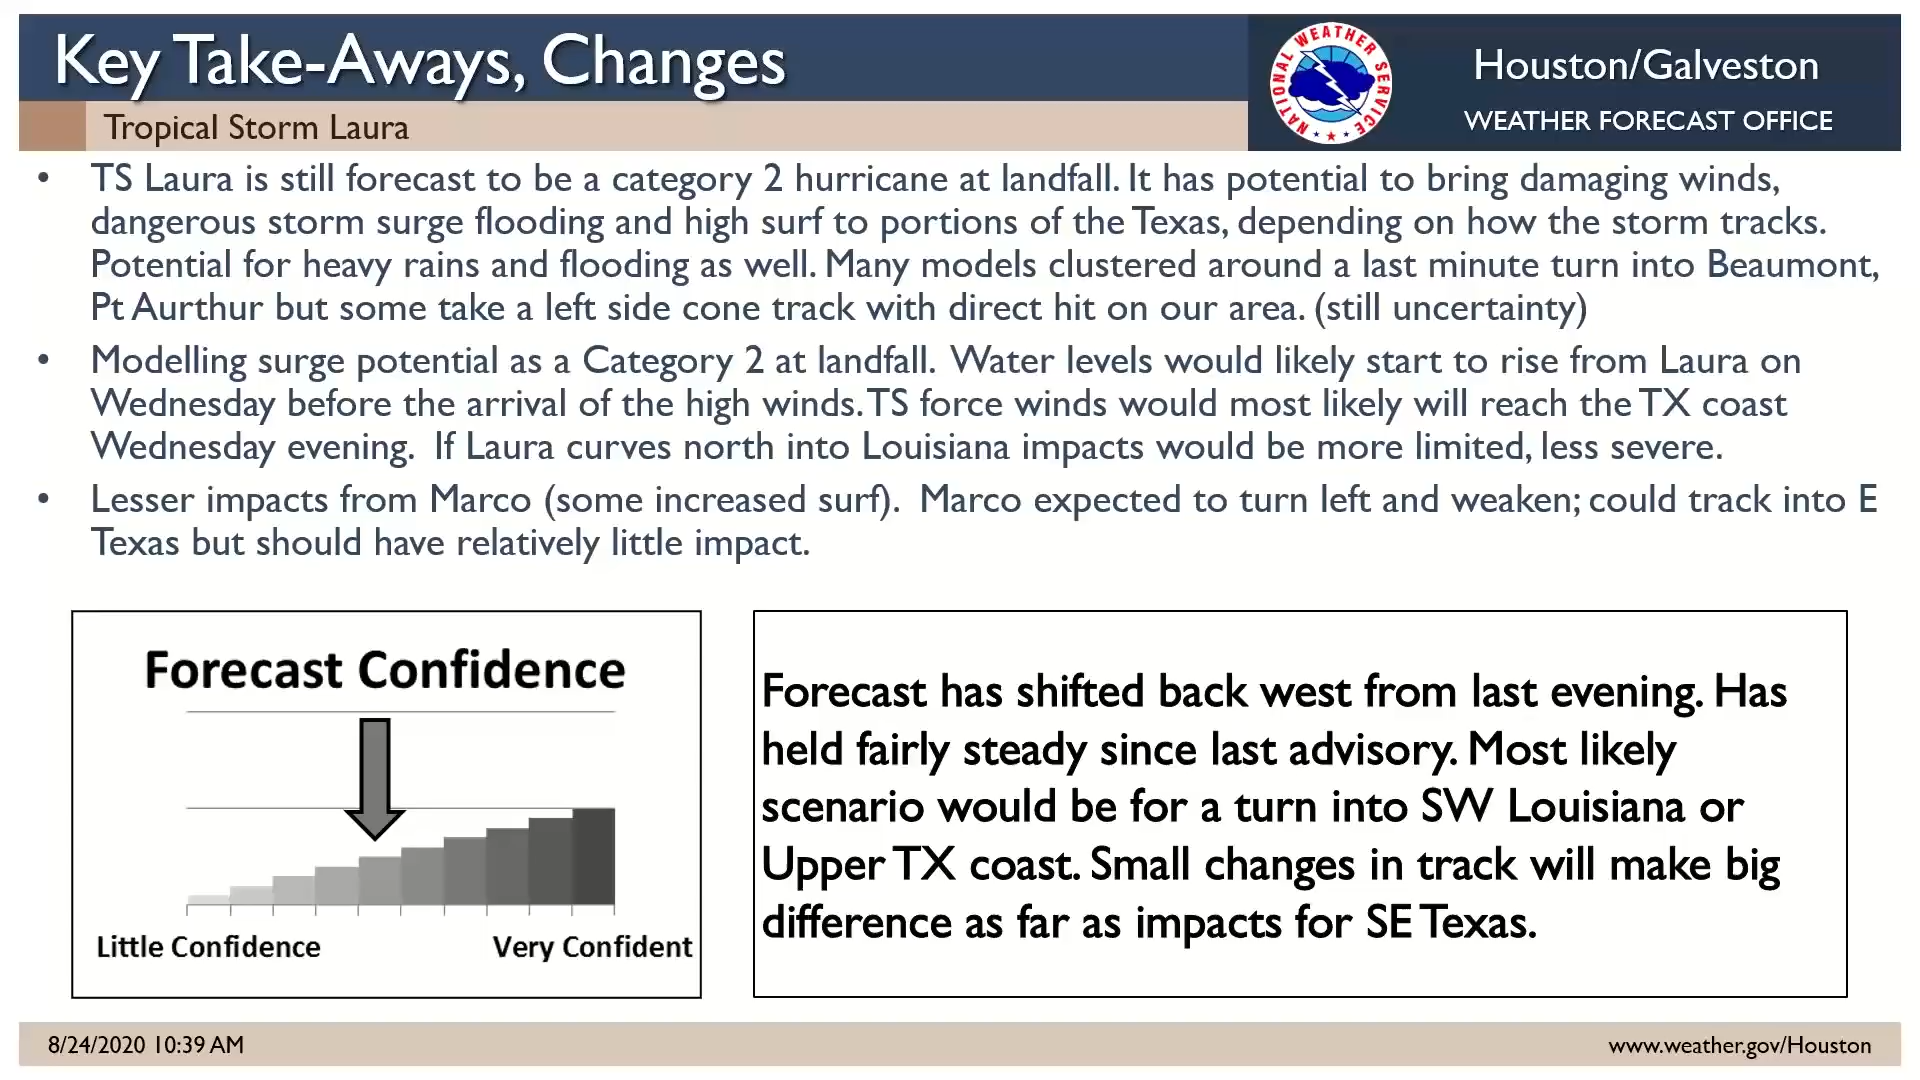 Key Take-Aways, Changes
Tropical Storm Laura
NATIONAL WEATHER SERVICE
Houston/Galveston
WEATHER FORECAST OFFICE
• TS Laura is still forecast to be a category 2 hurricane at landfall. It has potential to bring damaging winds,
dangerous storm surge flooding and high surf to portions of the Texas, depending on how the storm tracks.
Potential for heavy rains and flooding as well. Many models clustered around a last minute turn into Beaumont,
Pt Aurthur but some take a left side cone track with direct hit on our area. (still uncertainty)
• Modelling surge potential as a Category 2 at landfall. Water levels would likely start to rise from Laura on
Wednesday before the arrival of the high winds. TS force winds would most likely will reach the TX coast
Wednesday evening. If Laura curves north into Louisiana impacts would be more limited, less severe.
• Lesser impacts from Marco (some increased surf). Marco expected to turn left and weaken; could track into E
Texas but should have relatively little impact.
Forecast Confidence
Little Confidence
Very Confident
Forecast has shifted back west from last evening. Has
held fairly steady since last advisory. Most likely
scenario would be for a turn into SW Louisiana or
Upper TX coast. Small changes in track will make big
difference as far as impacts for SE Texas.
8/24/2020 10:39 AM
www.weather.gov/Houston